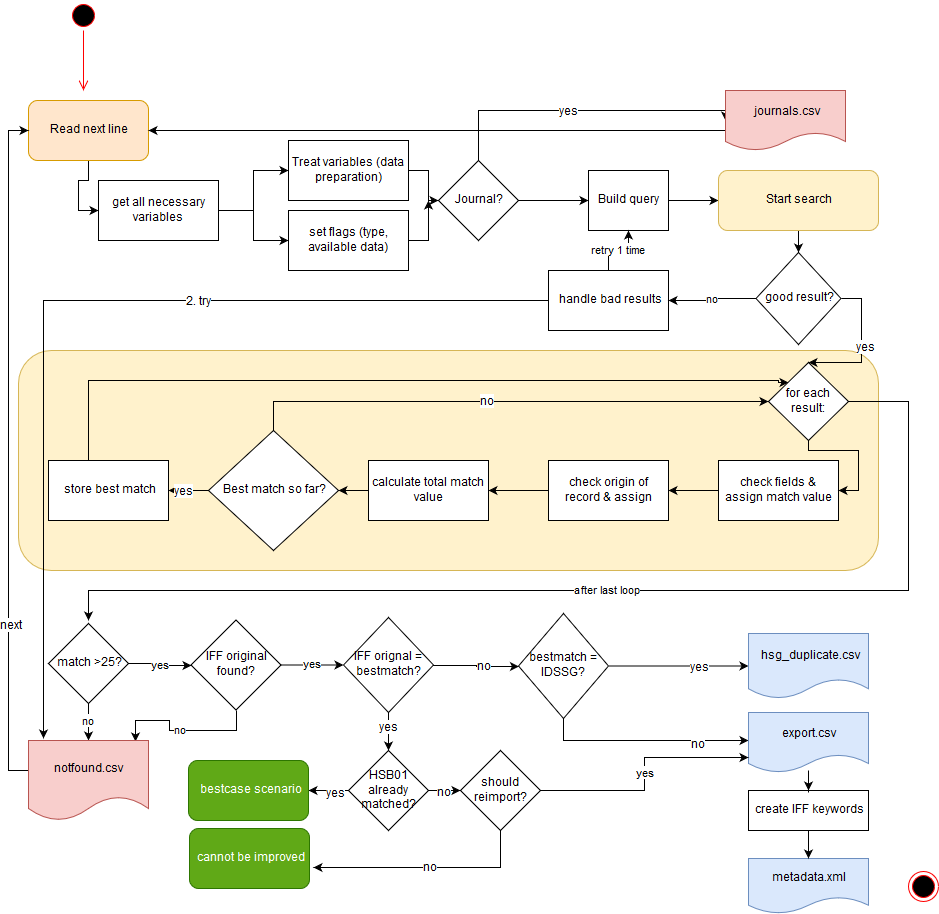 Read next line
yes
journals.csv
get all necessary
variables
Treat variables (data
preparation)
set flags (type,
available data)
Journal?
Build query
Start search
retry 1 time
2. try
handle bad results
no
good result?
yes
for each
result:
no
store best match
yes
Best match so far?
calculate total match
value
check origin of
record & assign
check fields &
assign match value
after last loop
next
match >25?
yes
IFF original
found?
yes
IFF orignal =
bestmatch?
no
bestmatch =
IDSSG?
yes
hsg_duplicate.csv
no
no
yes
no
export.csv
notfound.csv
bestcase scenario
yes
HSB01
already
matched?
no
should
reimport?
yes
create IFF keywords
cannot be improved
no
metadata.xml